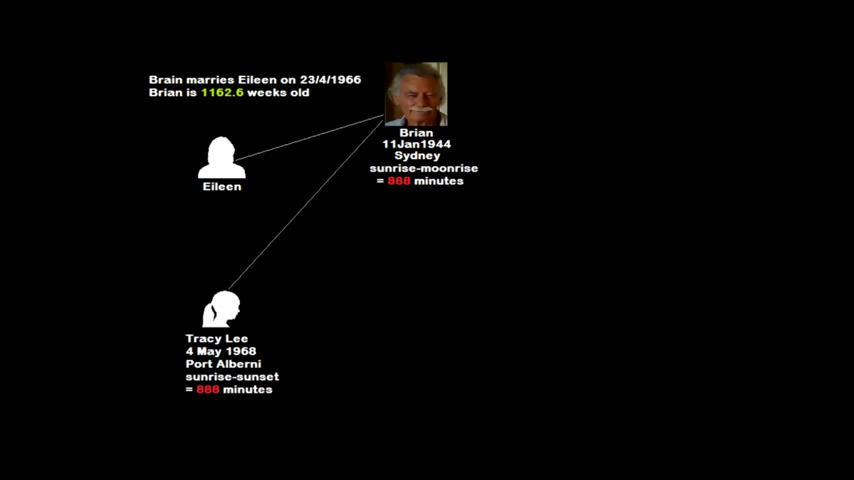 Brain marries Eileen on 23/4/1966
Brian is 1162.6 weeks old
Brian
11Jan1944
Sydney
sunrise-moonrise
= 888 minutes
Eileen
Tracy Lee
4 May 1968
Port Alberni
sunrise-sunset
= 888 minutes